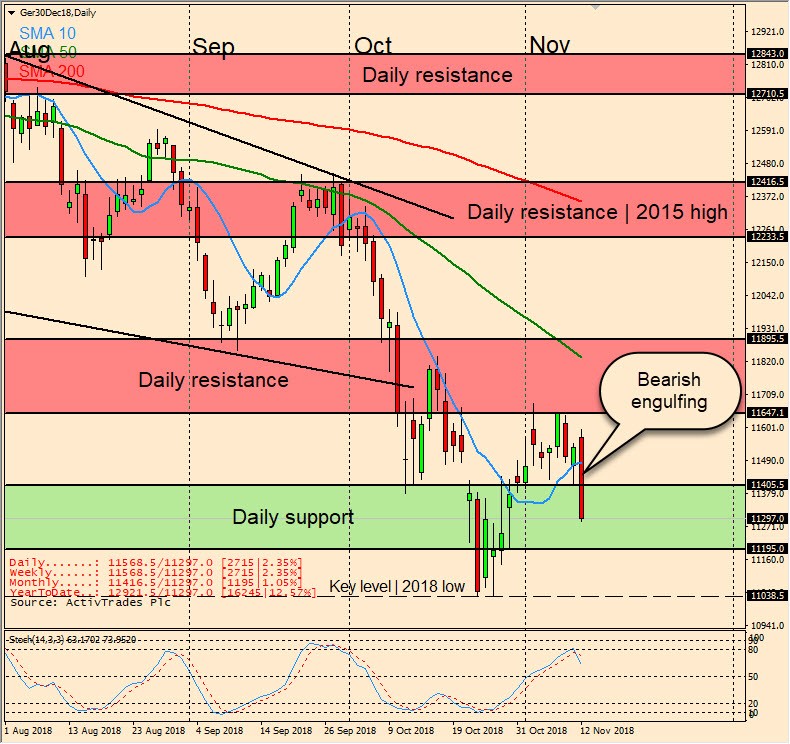 Ger30Dec18,Daily
SMA 10
SMA 50
SMA 200
Aug
Sep
Oct
Nov
Daily resistance
Daily resistance | 2015 high
Daily resistance
Bearish
engulfing
Daily support
Key level | 2018 low
Daily......: 11568.5/11297.0 [2715|2.35%]
Weekly.....: 11568.5/11297.0 [2715|2.35%]
Monthly....: 11416.5/11297.0 [1195|1.05%]
YearToDate.: 12921.5/11297.0 [16245|12.57%]
Source: ActivTrades Plc
12921.0
12843.0
12810.0
12710.5
12591.0
12480.0
12416.5
12372.0
12261.0
12233.5
12150.0
12042.0
11931.0
11895.5
11820.0
11709.0
11647.1
11601.0
11490.0
11405.5
11379.0
11297.0
11271.0
11195.0
11160.0
11038.5
10941.0
Stoch(14,3,3) 63.1702 73.9520
100
90
80
50
20
10
0
1 Aug 2018
13 Aug 2018
23 Aug 2018
4 Sep 2018
14 Sep 2018
26 Sep 2018
9 Oct 2018
19 Oct 2018
31 Oct 2018
12 Nov 2018